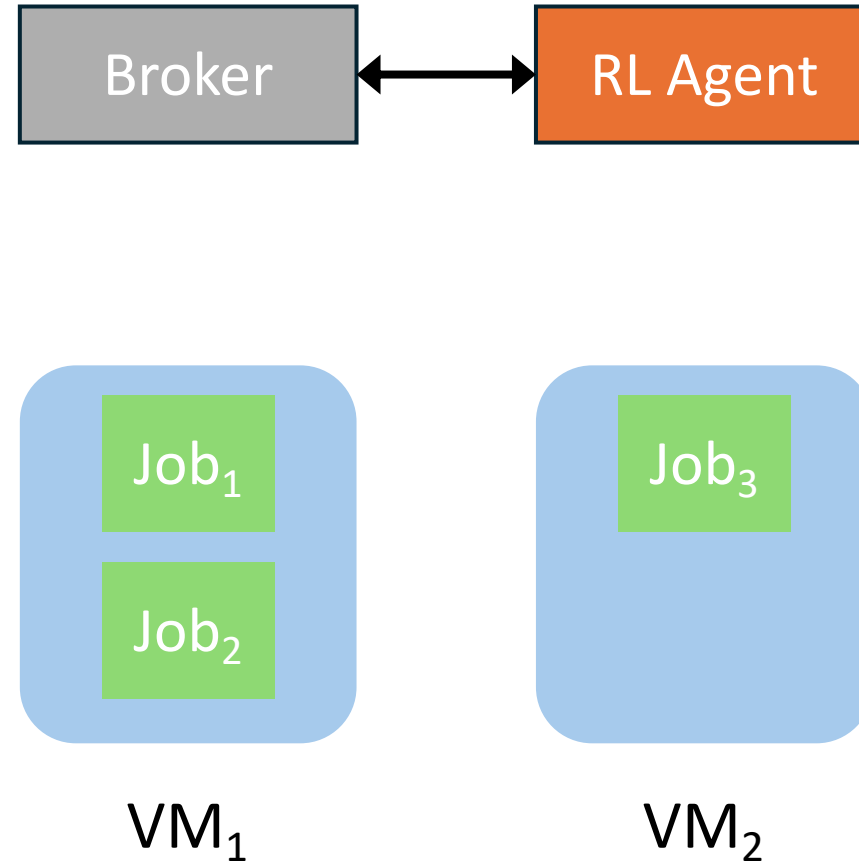 Broker
RL Agent
Job₁
Job₃
Job₂
VM₁
VM₂